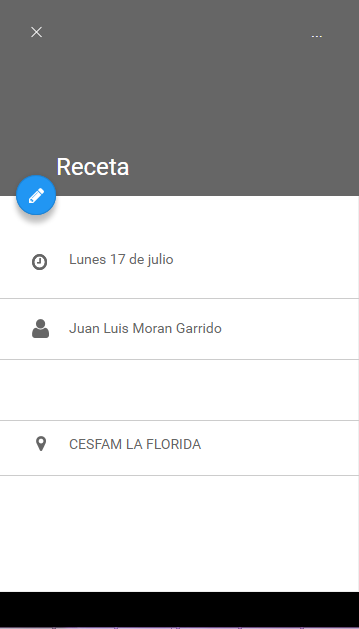 ...
Receta
Lunes 17 de julio
Juan Luis Moran Garrido
CESFAM LA FLORIDA